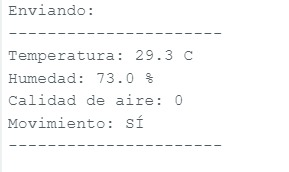 Enviando:
----------------------
Temperatura: 29.3 C
Humedad: 73.0 %
Calidad de aire: 0
Movimiento: SÍ
----------------------